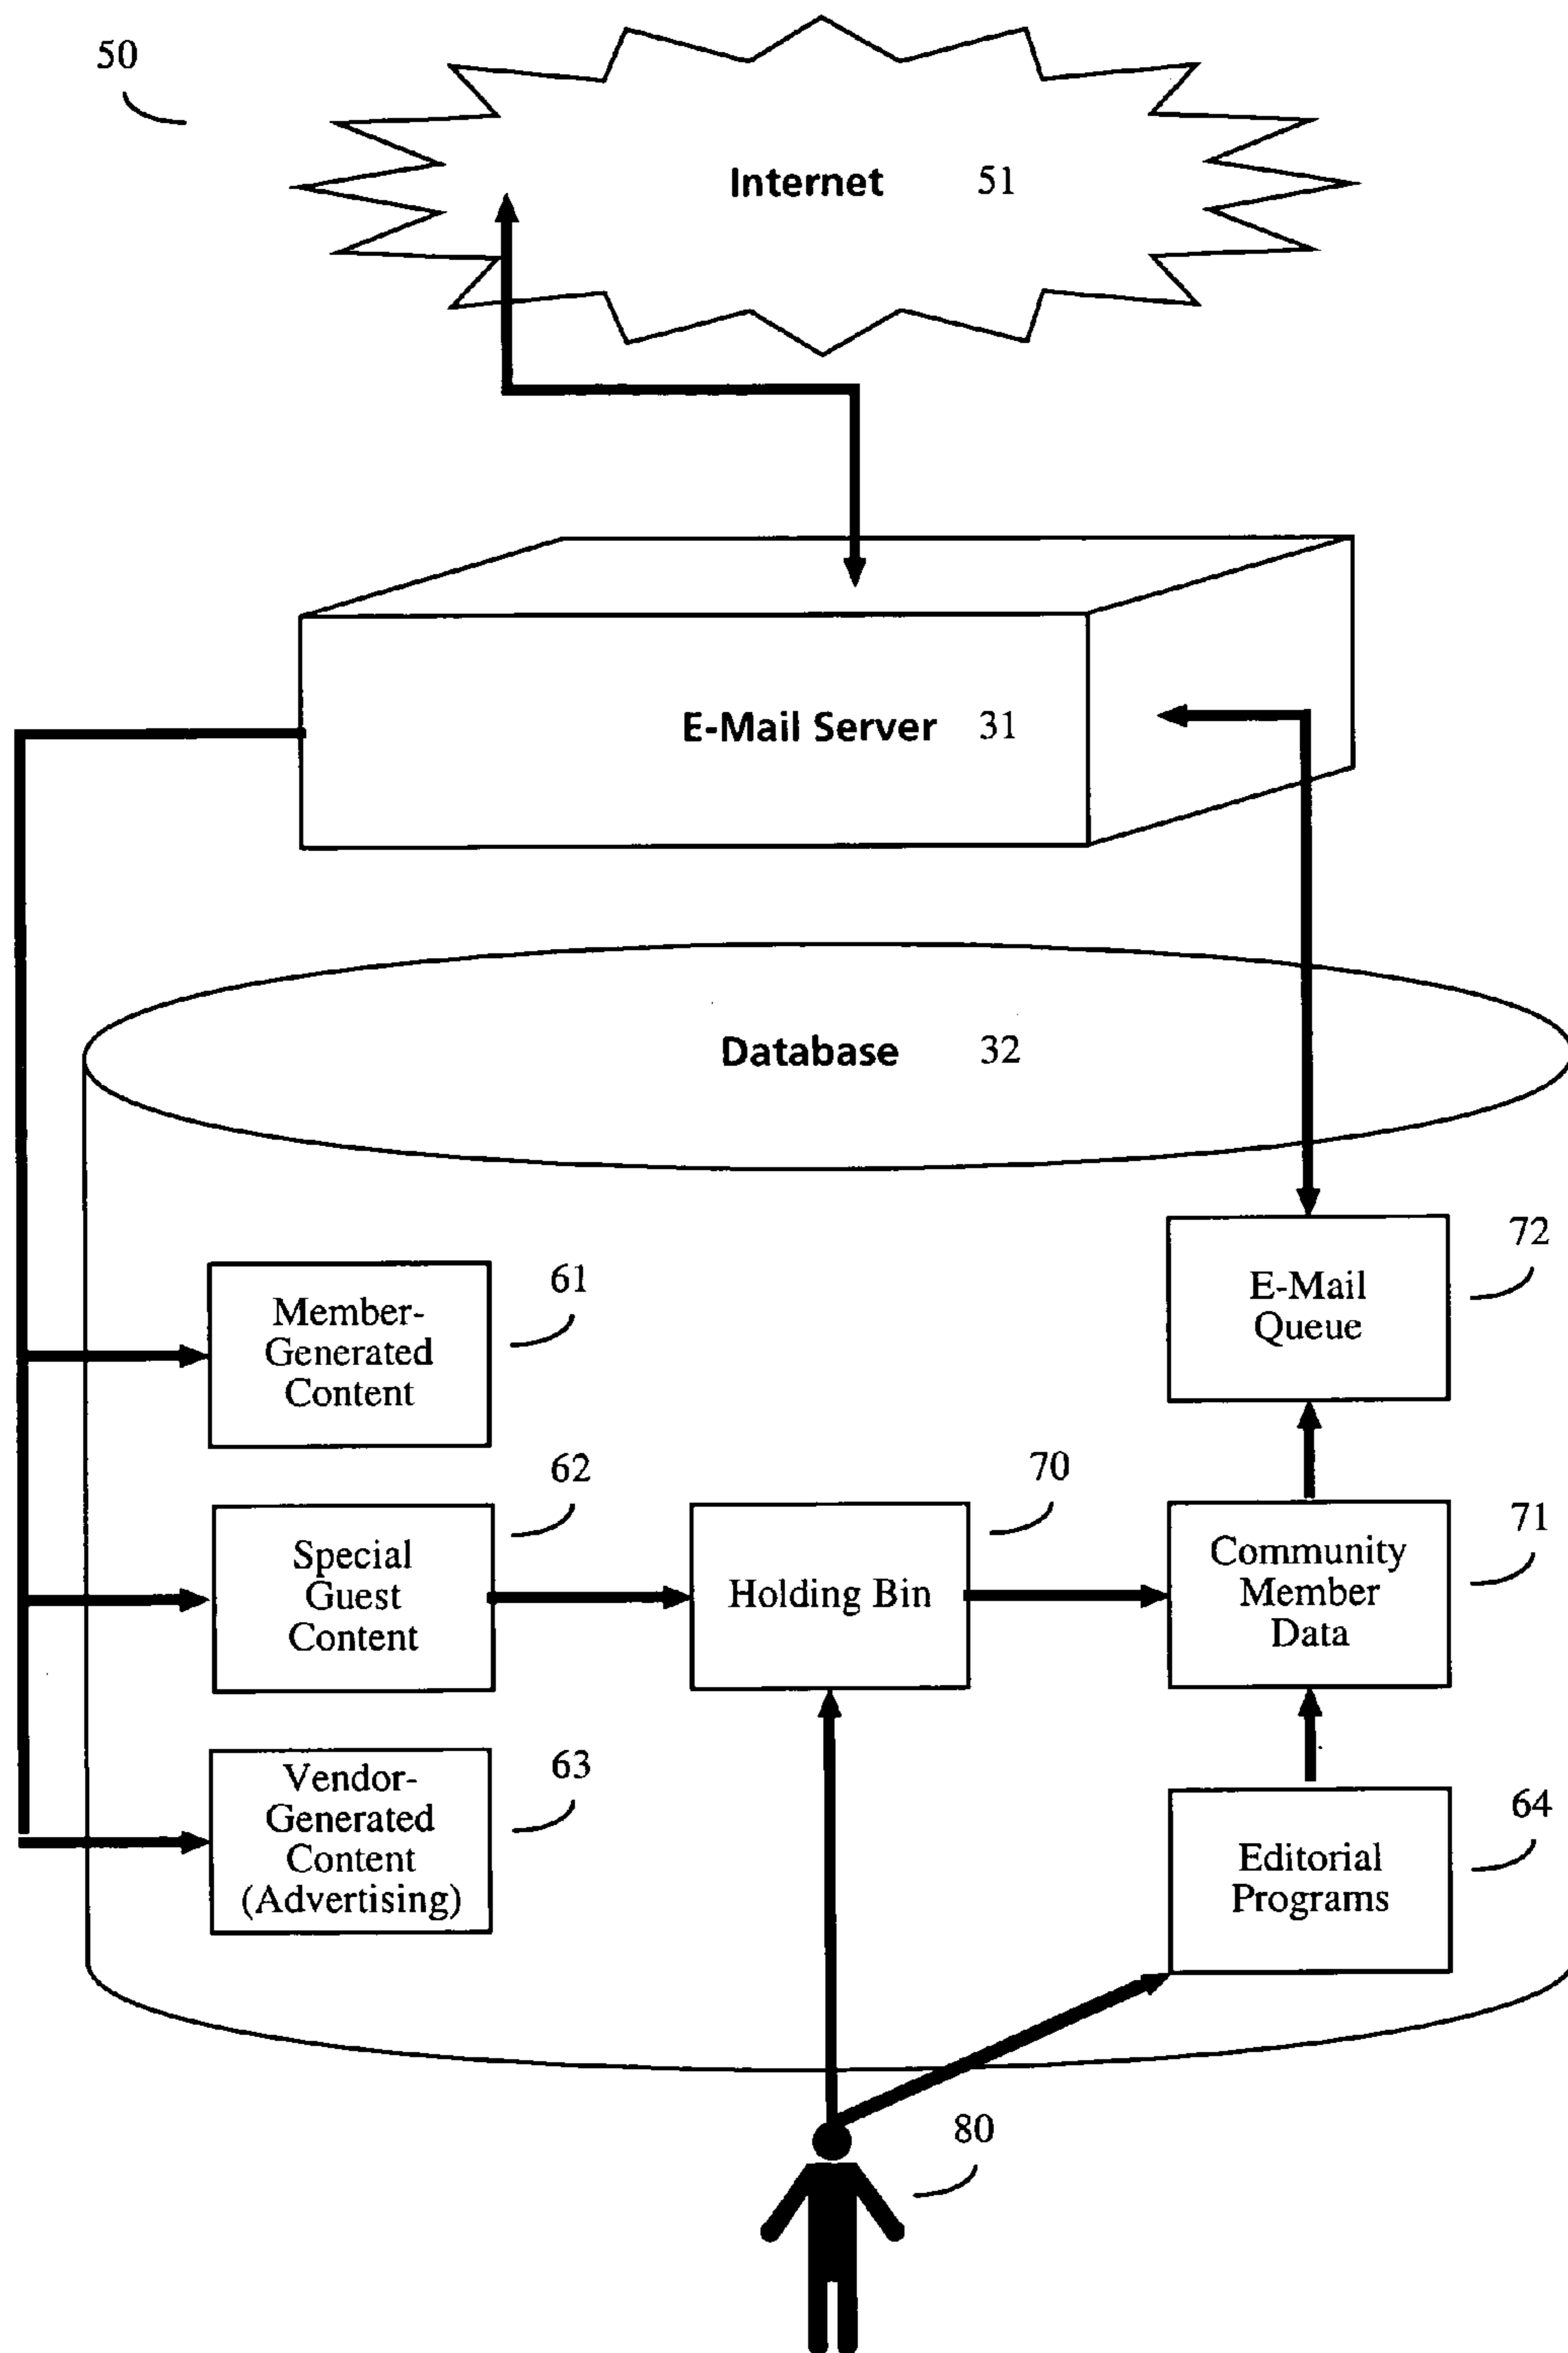 50
Internet 51
E-Mail Server 31
Database 32
72
E-Mail
Queue
61
Member-
Generated
Content
62
Special
Guest
Content
70
Holding Bin
71
Community
Member
Data
63
Vendor-
Generated
Content
(Advertising)
64
Editorial
Programs
80